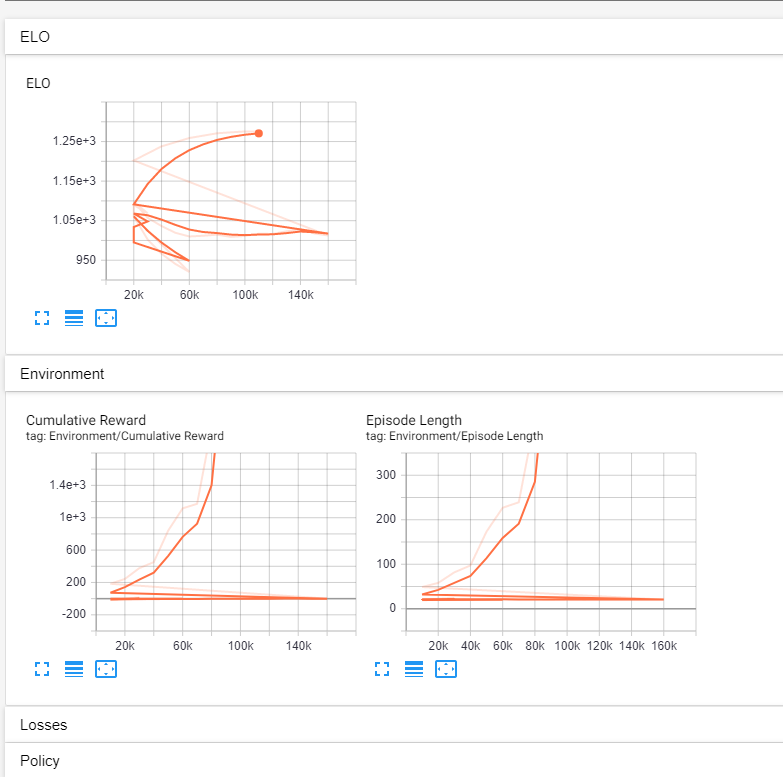 ELO
ELO
1.25e+3
1.15e+3
1.05e+3
950
20k 60k 100k 140k
Environment
Cumulative Reward
tag: Environment/Cumulative Reward
1.4e+3
1e+3
600
200
-200
20k 60k 100k 140k
Episode Length
tag: Environment/Episode Length
300
200
100
0
20k 40k 60k 80k 100k 120k 140k 160k
Losses
Policy